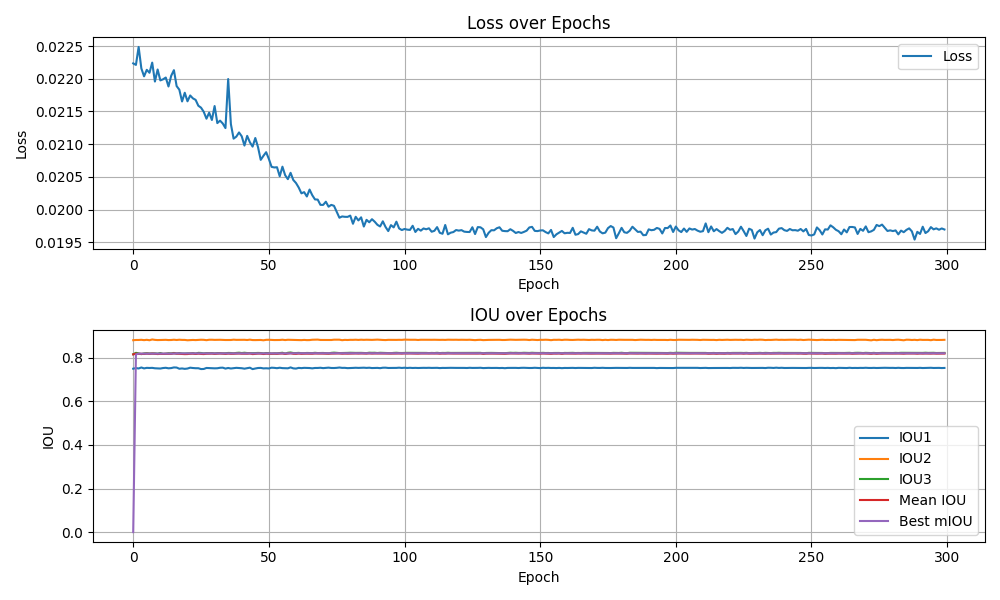 Loss over Epochs
0.0225
0.0220
0.0215
0.0210
0.0205
0.0200
0.0195
Loss
Loss
0 50 100 150 200 250 300
Epoch
IOU over Epochs
0.8
0.6
0.4
0.2
0.0
IOU
IOU1
IOU2
IOU3
Mean IOU
Best mIOU
0 50 100 150 200 250 300
Epoch